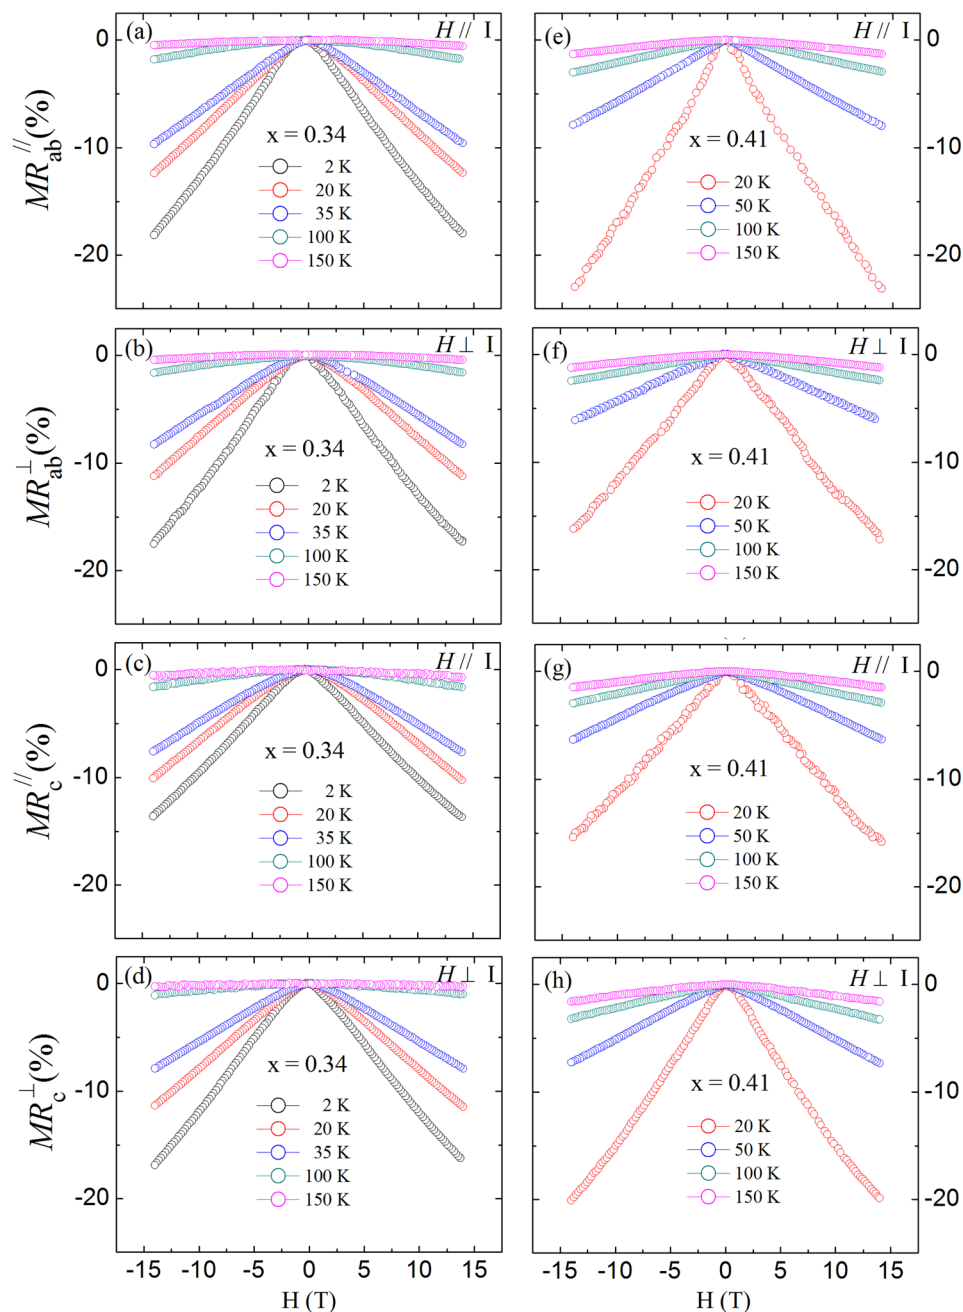 (a) H // I
MR_ab^//(%)
0
-10
-20
x = 0.34
2 K
20 K
35 K
100 K
150 K
(e) H // I
0
-10
-20
x = 0.41
20 K
50 K
100 K
150 K
(b) H ⊥ I
MR_ab^⊥(%)
0
-10
-20
x = 0.34
2 K
20 K
35 K
100 K
150 K
(f) H ⊥ I
0
-10
-20
x = 0.41
20 K
50 K
100 K
150 K
(c) H // I
MR_c^//(%)
0
-10
-20
x = 0.34
2 K
20 K
35 K
100 K
150 K
(g) H // I
0
-10
-20
x = 0.41
20 K
50 K
100 K
150 K
(d) H ⊥ I
MR_c^⊥(%)
0
-10
-20
x = 0.34
2 K
20 K
35 K
100 K
150 K
-15 -10 -5 0 5 10 15
H (T)
(h) H ⊥ I
0
-10
-20
x = 0.41
20 K
50 K
100 K
150 K
-15 -10 -5 0 5 10 15
H (T)